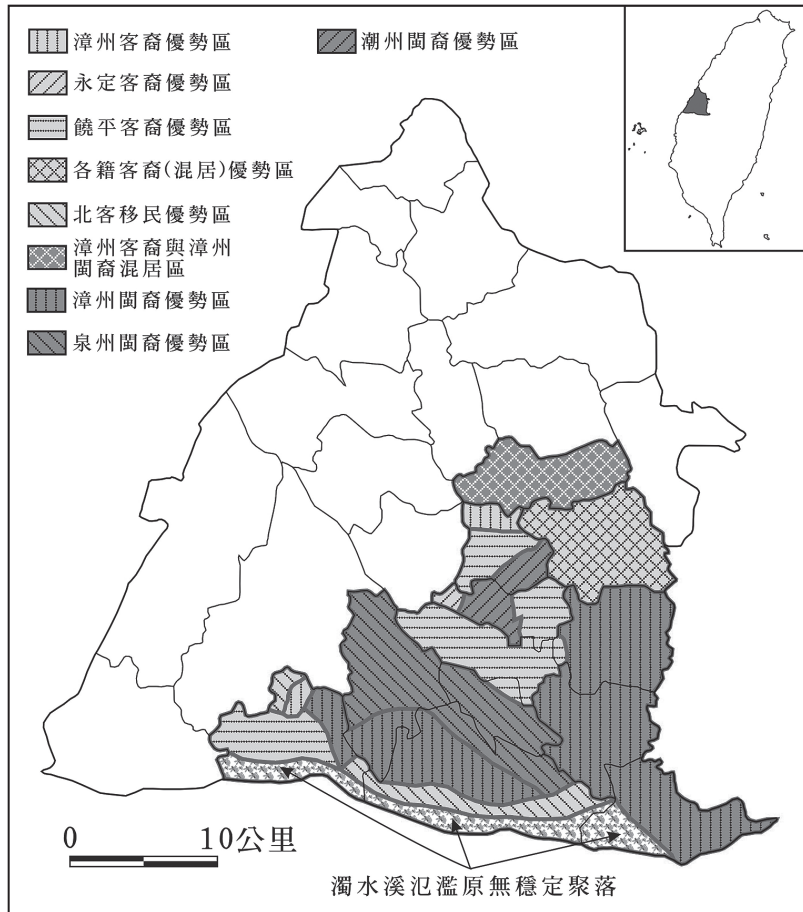 漳州客裔優勢區
永定客裔優勢區
饒平客裔優勢區
各籍客裔(混居)優勢區
北客移民優勢區
漳州客裔與漳州
閩裔混居區
漳州閩裔優勢區
泉州閩裔優勢區
潮州閩裔優勢區
0 10公里
濁水溪氾濫原無穩定聚落